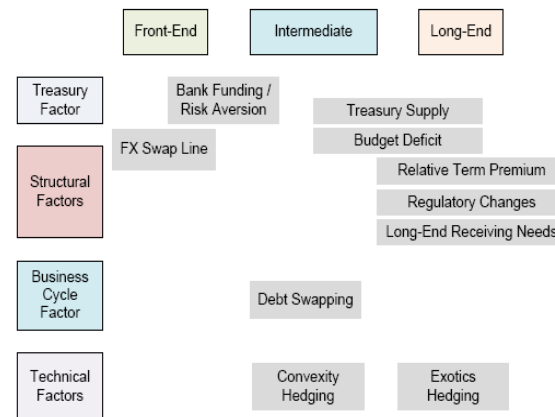 Front-End
Intermediate
Long-End
Treasury
Factor
Bank Funding /
Risk Aversion
Treasury Supply
Budget Deficit
FX Swap Line
Structural
Factors
Relative Term Premium
Regulatory Changes
Long-End Receiving Needs
Business
Cycle
Factor
Debt Swapping
Technical
Factors
Convexity
Hedging
Exotics
Hedging